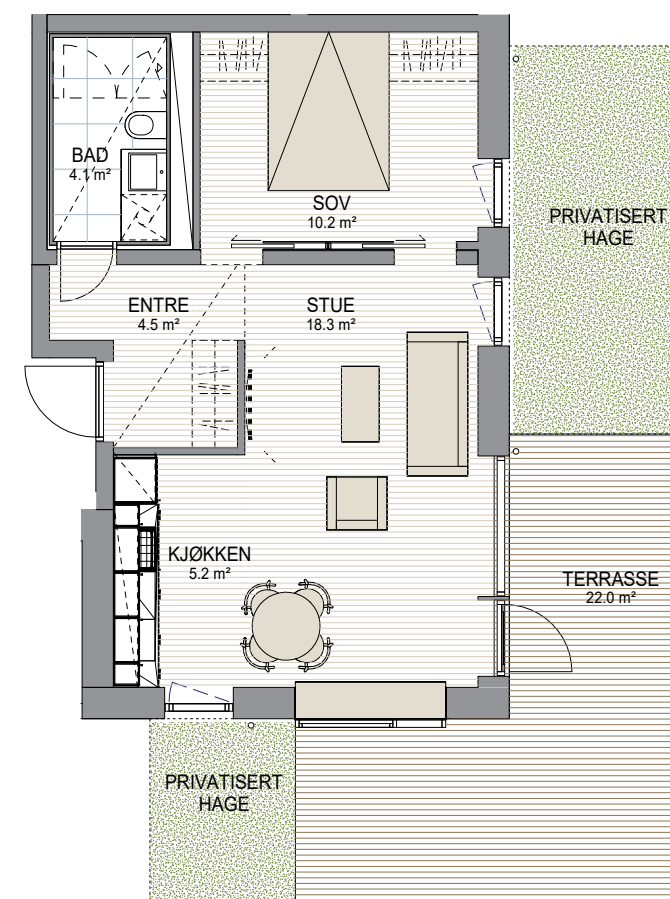 BAD
4.1 m²
SOV
10.2 m²
PRIVATISERT
HAGE
ENTRE
4.5 m²
STUE
18.3 m²
KJØKKEN
5.2 m²
TERRASSE
22.0 m²
PRIVATISERT
HAGE